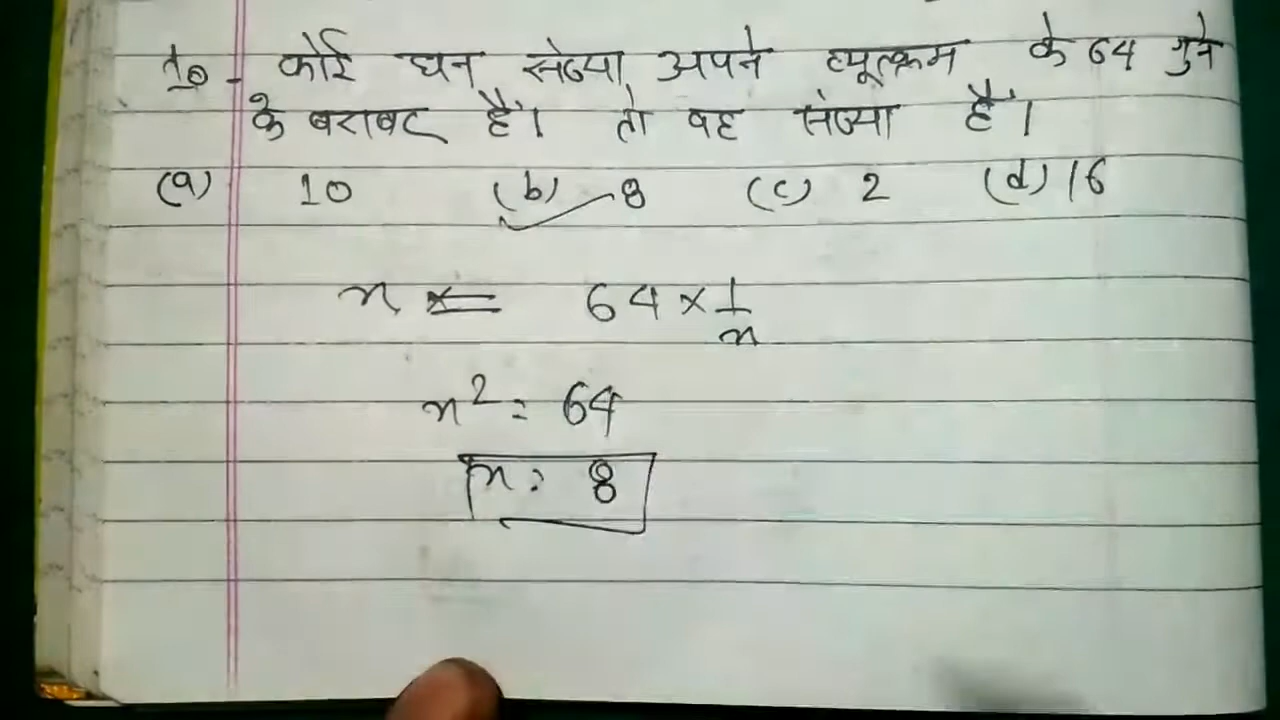 10- कोई धन संख्या अपने व्युत्क्रम के 64 गुने
के बराबर है। तो वह संख्या है।
(a) 10 (b) 8 (c) 2 (d) 16
x = 64 × 1/x
x² = 64
x = 8